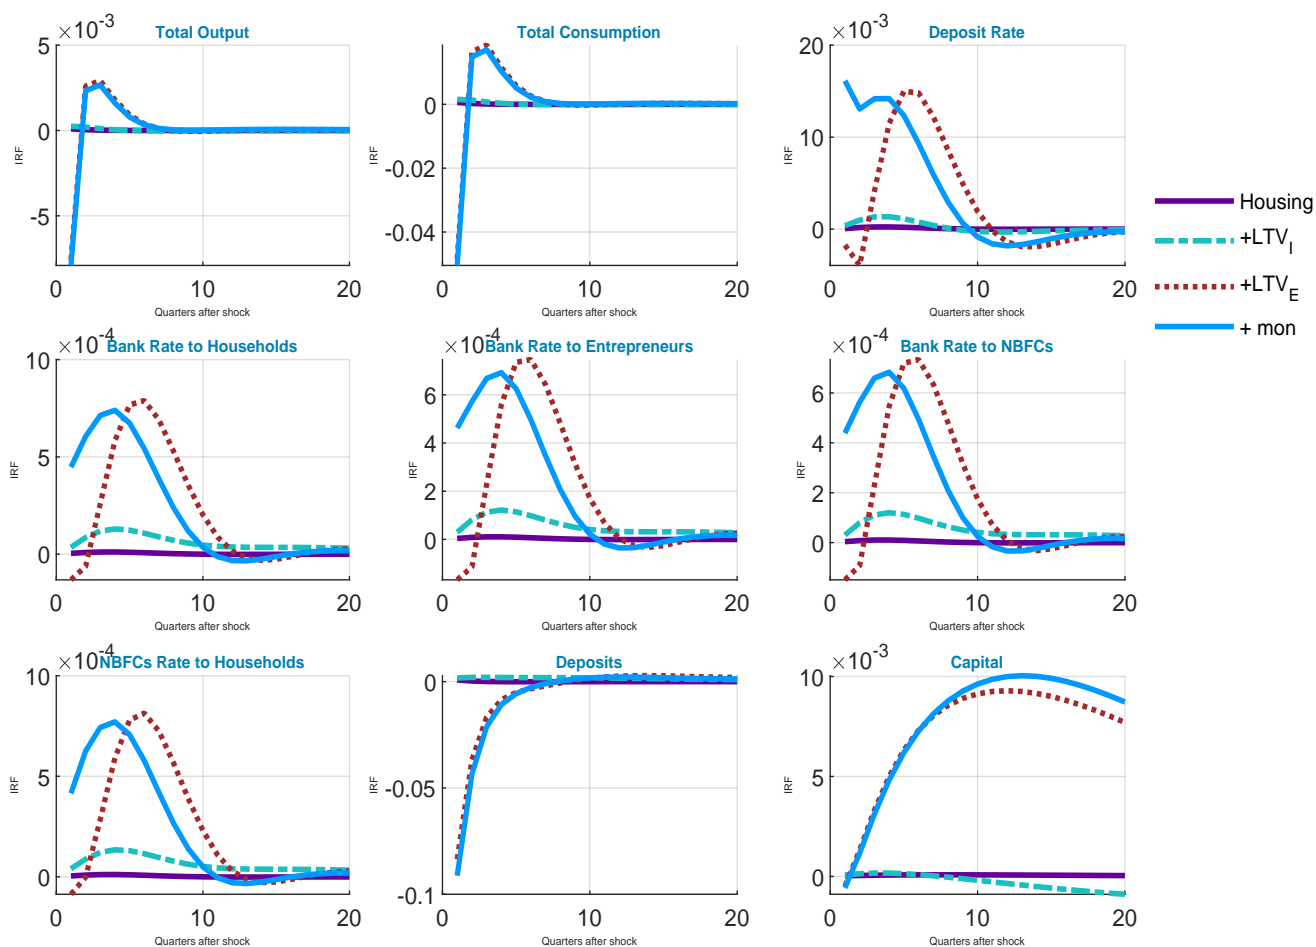 ×10^-3
Total Output
5
0
-5
IRF
0 10 20
Quarters after shock
Total Consumption
0
-0.02
-0.04
IRF
0 10 20
Quarters after shock
×10^-3
Deposit Rate
20
10
0
IRF
0 10 20
Quarters after shock
Housing
+LTV_I
+LTV_E
+ mon
×10^-4
Bank Rate to Households
10
5
0
IRF
0 10 20
Quarters after shock
×10^-4
Bank Rate to Entrepreneurs
6
4
2
0
IRF
0 10 20
Quarters after shock
×10^-4
Bank Rate to NBFCs
6
4
2
0
IRF
0 10 20
Quarters after shock
×10^-4
NBFCs Rate to Households
10
5
0
IRF
0 10 20
Quarters after shock
Deposits
0
-0.05
-0.1
IRF
0 10 20
Quarters after shock
×10^-3
Capital
10
5
0
IRF
0 10 20
Quarters after shock